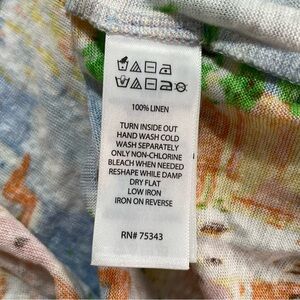 100% LINEN
TURN INSIDE OUT
HAND WASH COLD
WASH SEPARATELY
ONLY NON-CHLORINE
BLEACH WHEN NEEDED
RESHAPE WHILE DAMP
DRY FLAT
LOW IRON
IRON ON REVERSE
RN# 75343